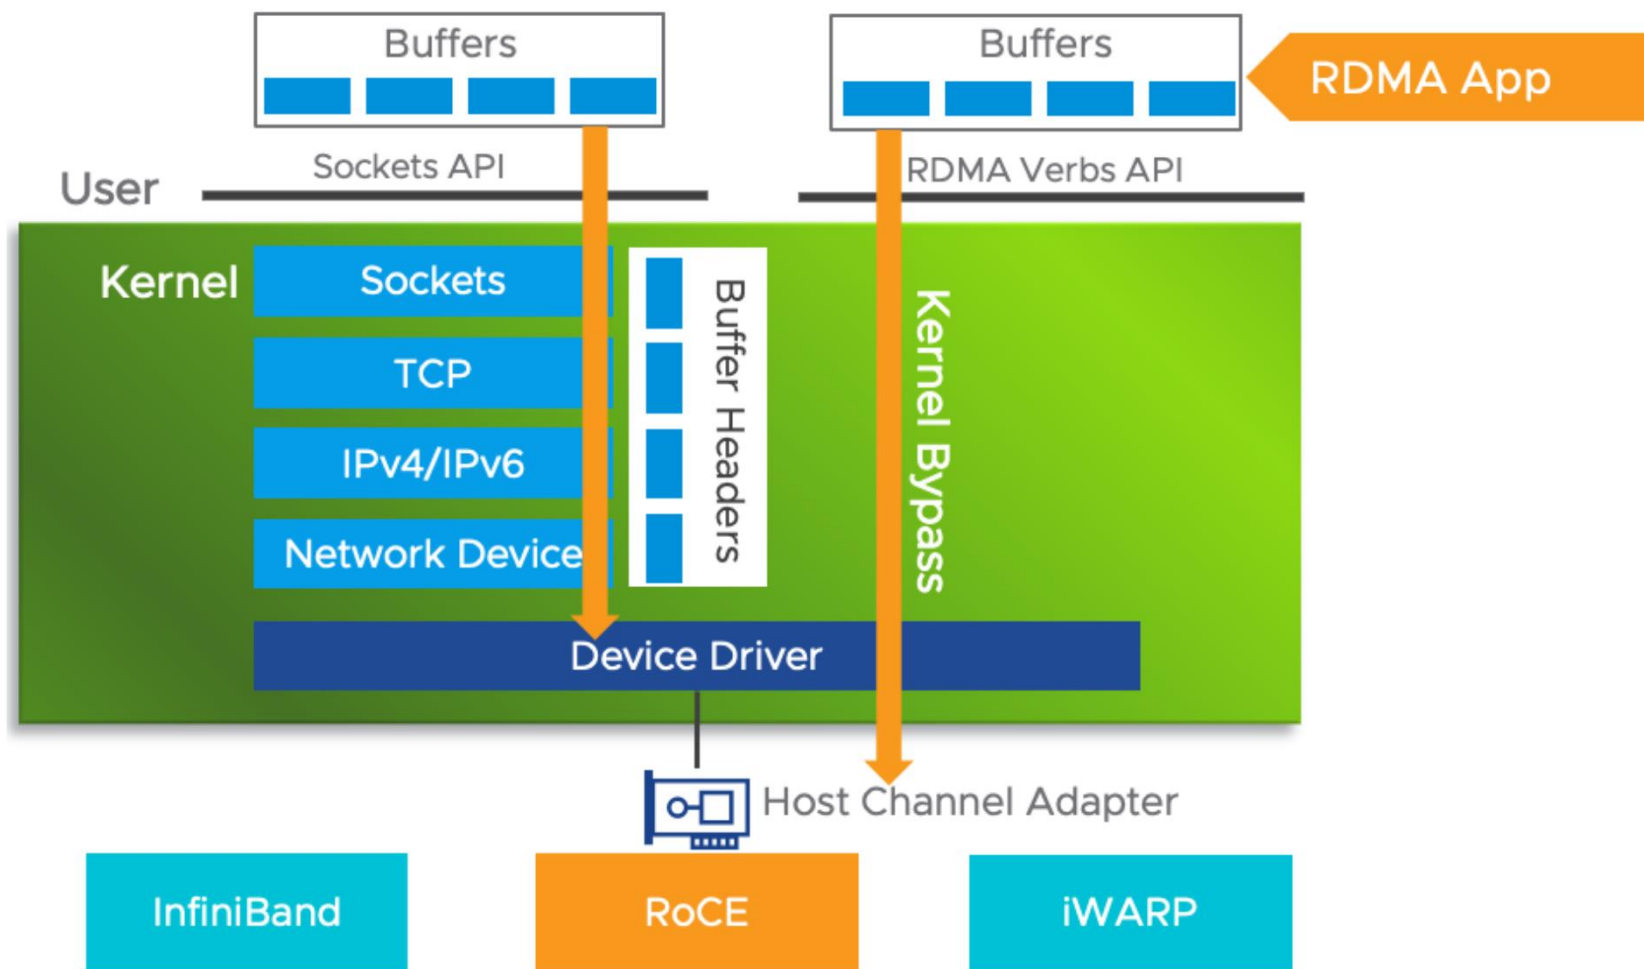 Buffers
Buffers
RDMA App
Sockets API
RDMA Verbs API
User
Kernel
Sockets
TCP
IPv4/IPv6
Network Device
Buffer Headers
Kernel Bypass
Device Driver
Host Channel Adapter
InfiniBand
RoCE
iWARP